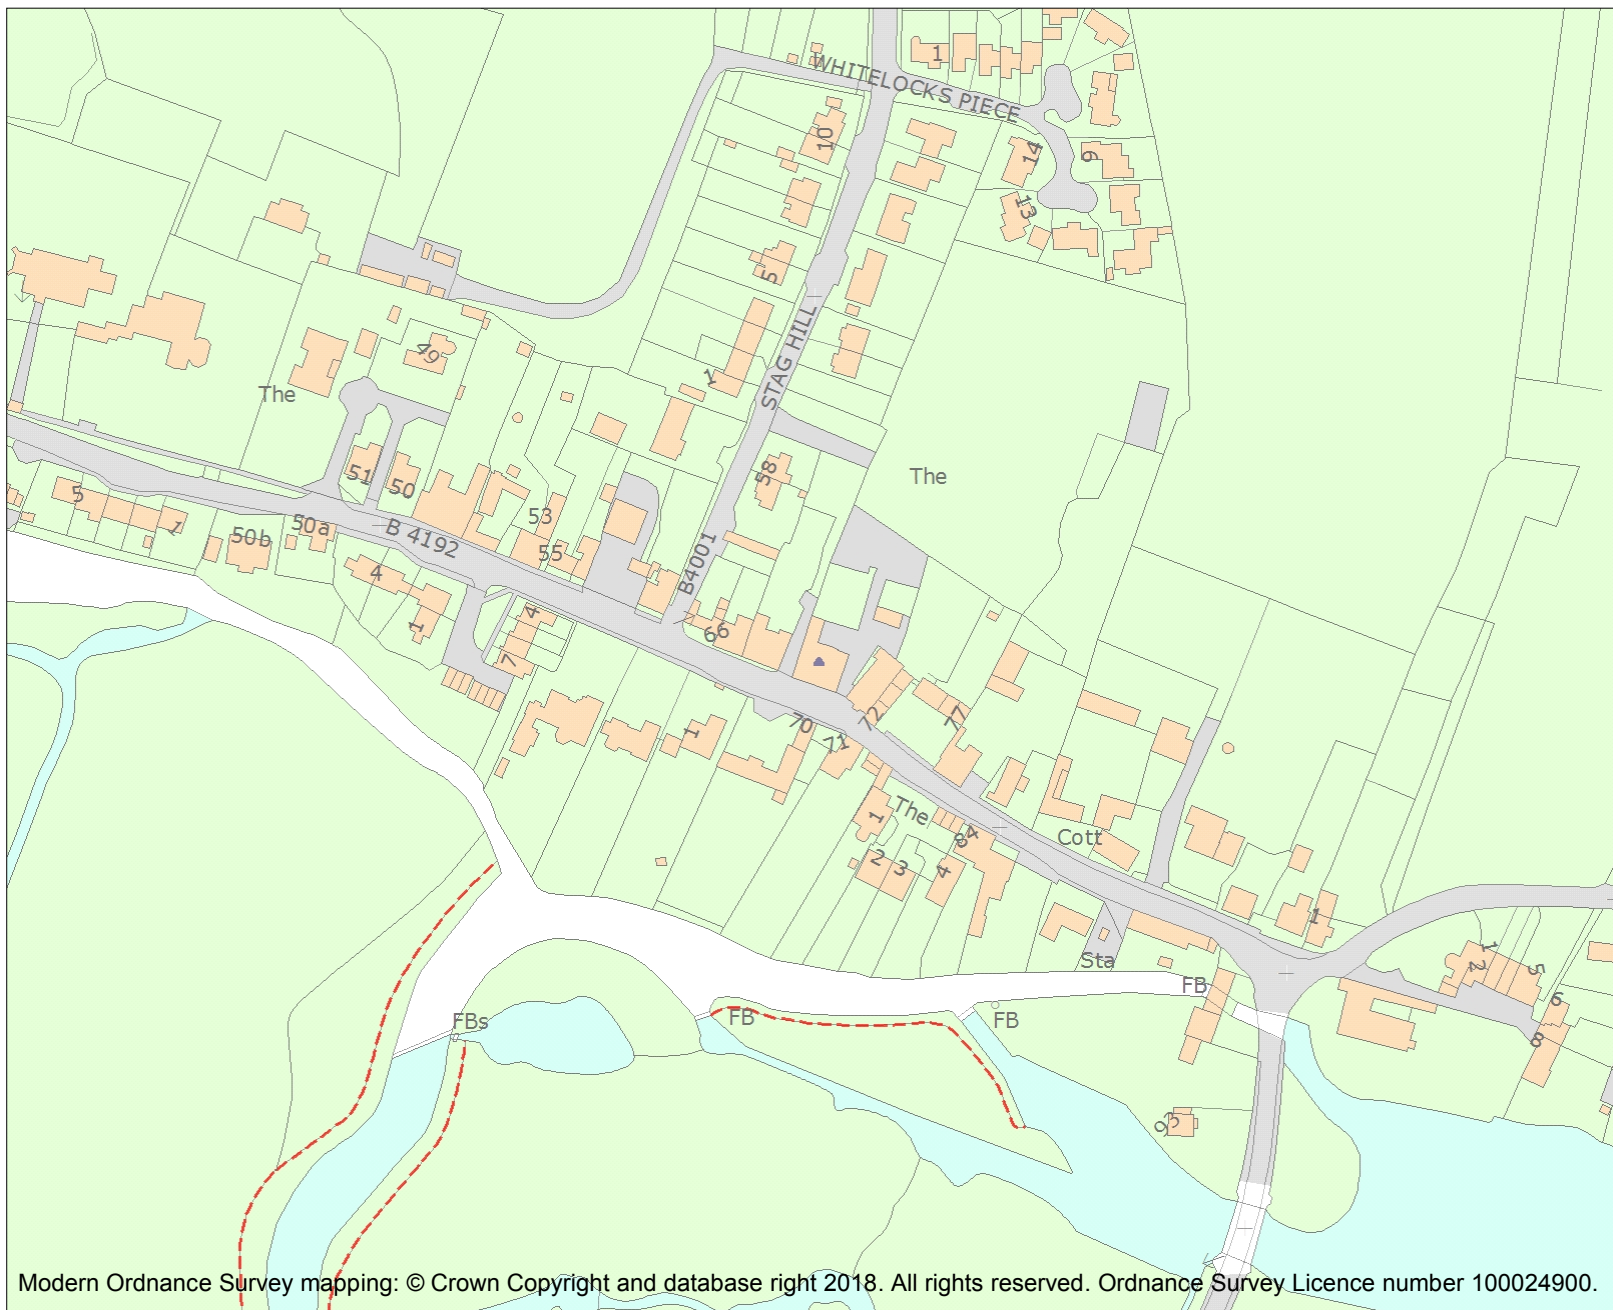 WHITELOCKS PIECE
1
10
14
9
13
5
STAG HILL
49
1
The
51
50
58
The
5
1
50b
50a
B 4192
53
55
B4001
4
1
4
7
66
1
70
71
72
77
The
1
84
2
3
4
Cott
1
Sta
FB
1
2
5
6
8
FBs
FB
FB
93
Modern Ordnance Survey mapping: © Crown Copyright and database right 2018. All rights reserved. Ordnance Survey Licence number 100024900.